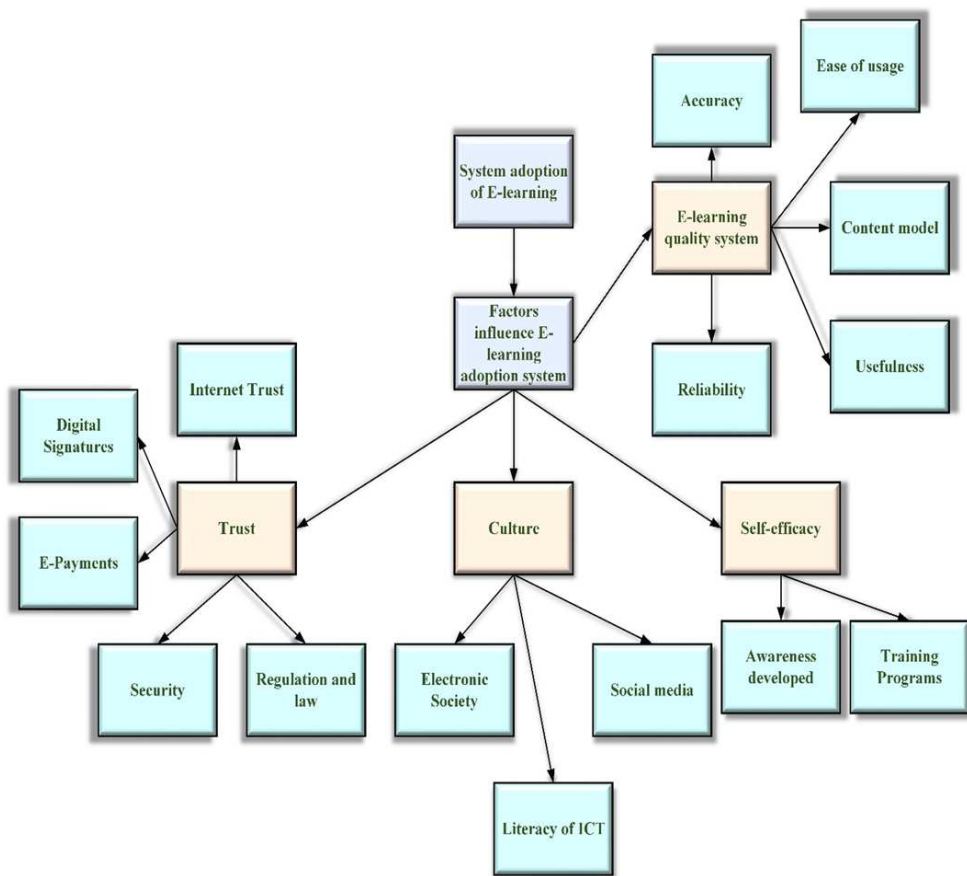 Ease of usage
Accuracy
System adoption
of E-learning
E-learning
quality system
Content model
Factors
influence E-
learning
adoption system
Internet Trust
Reliability
Usefulness
Digital
Signatures
Trust
Culture
Self-efficacy
E-Payments
Security
Regulation and
law
Electronic
Society
Social media
Awareness
developed
Training
Programs
Literacy of ICT